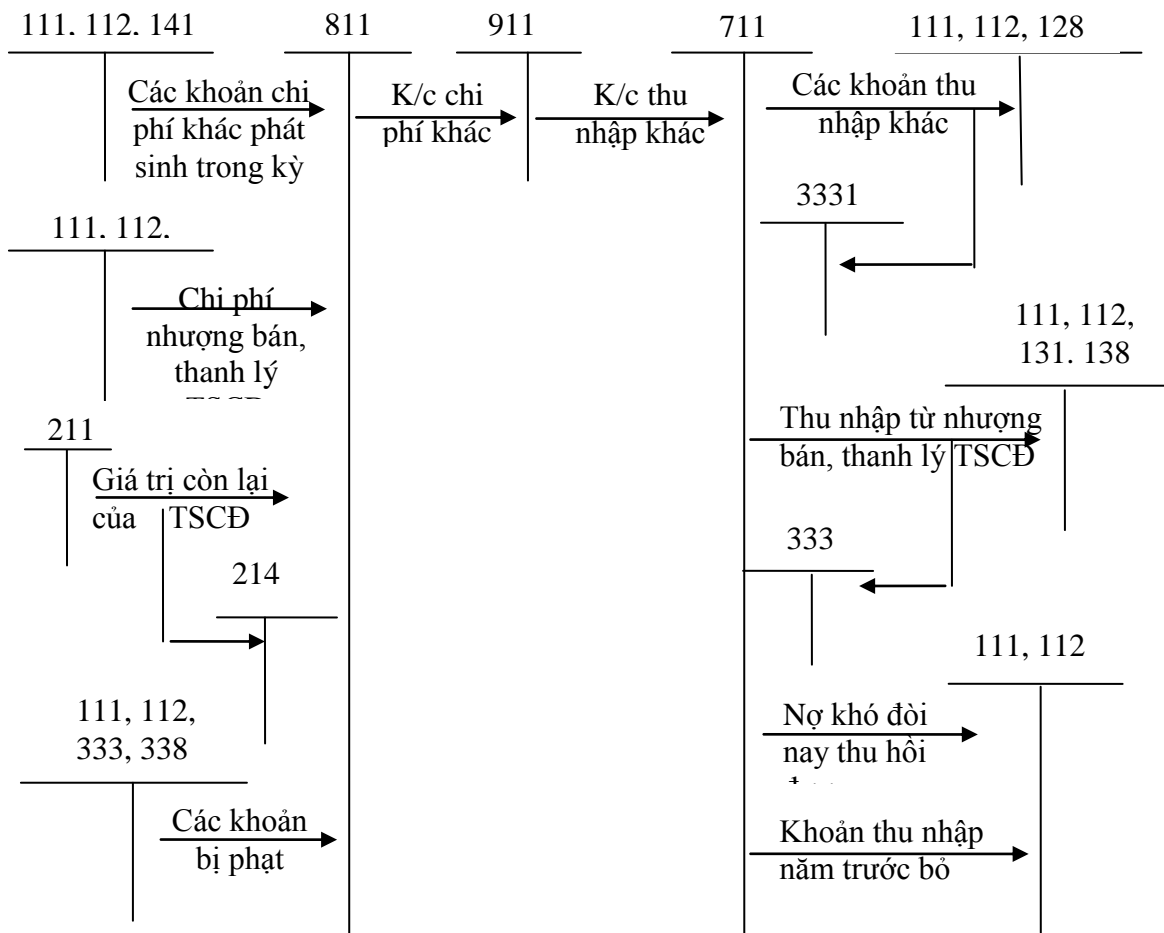 111, 112, 141
811
911
711
111, 112, 128
Các khoản chi
phí khác phát
sinh trong kỳ
K/c chi
phí khác
K/c thu
nhập khác
Các khoản thu
nhập khác
3331
111, 112,
Chi phí
nhượng bán,
thanh lý
TSCĐ
111, 112,
131. 138
211
Giá trị còn lại
của TSCĐ
Thu nhập từ nhượng
bán, thanh lý TSCĐ
214
333
111, 112
111, 112,
333, 338
Nợ khó đòi
nay thu hồi
Các khoản
bị phạt
Khoản thu nhập
năm trước bỏ